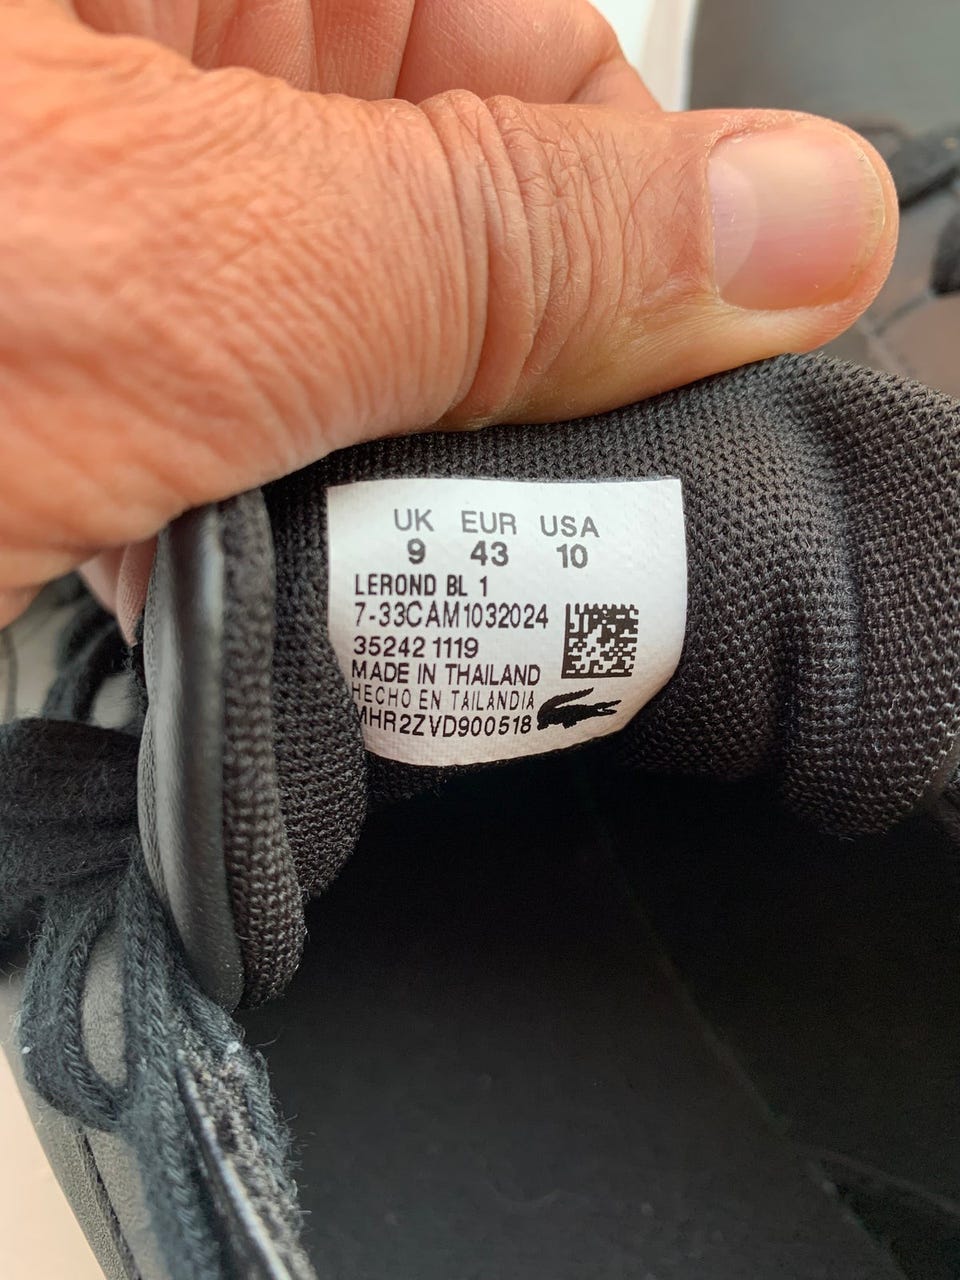 UK EUR USA
9 43 10
LEROND BL 1
7-33CAM1032024
35242 1119
MADE IN THAILAND
HECHO EN TAILANDIA
MHR2ZVD900518